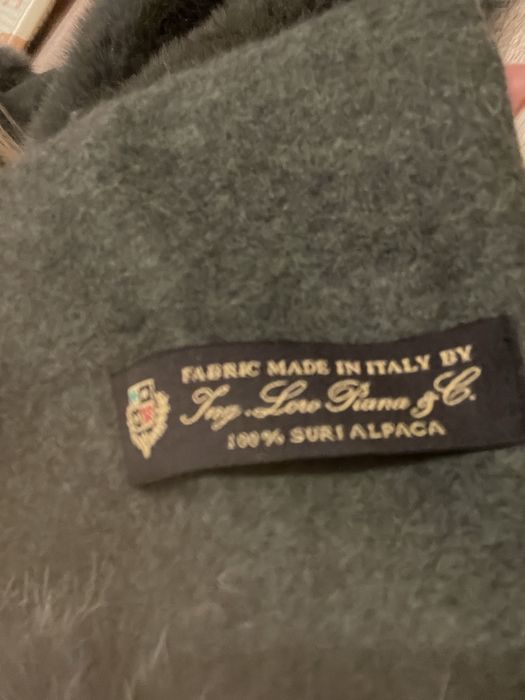 FABRIC MADE IN ITALY BY
Ing. Loro Piana & C.
100% SURI ALPACA